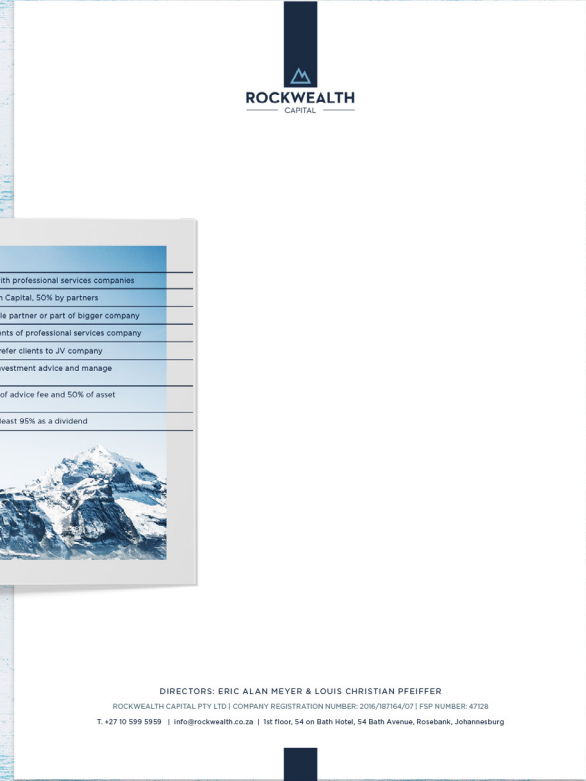 ROCKWEALTH
CAPITAL
ith professional services companies
Capital, 50% by partners
le partner or part of bigger company
ents of professional services company
refer clients to JV company
vestment advice and manage
of advice fee and 50% of asset
least 95% as a dividend
DIRECTORS: ERIC ALAN MEYER & LOUIS CHRISTIAN PFEIFFER
ROCKWEALTH CAPITAL PTY LTD | COMPANY REGISTRATION NUMBER: 2016/187164/07 | FSP NUMBER: 47128
T. +27 10 599 5959 | info@rockwealth.co.za | 1st floor, 54 on Bath Hotel, 54 Bath Avenue, Rosebank, Johannesburg